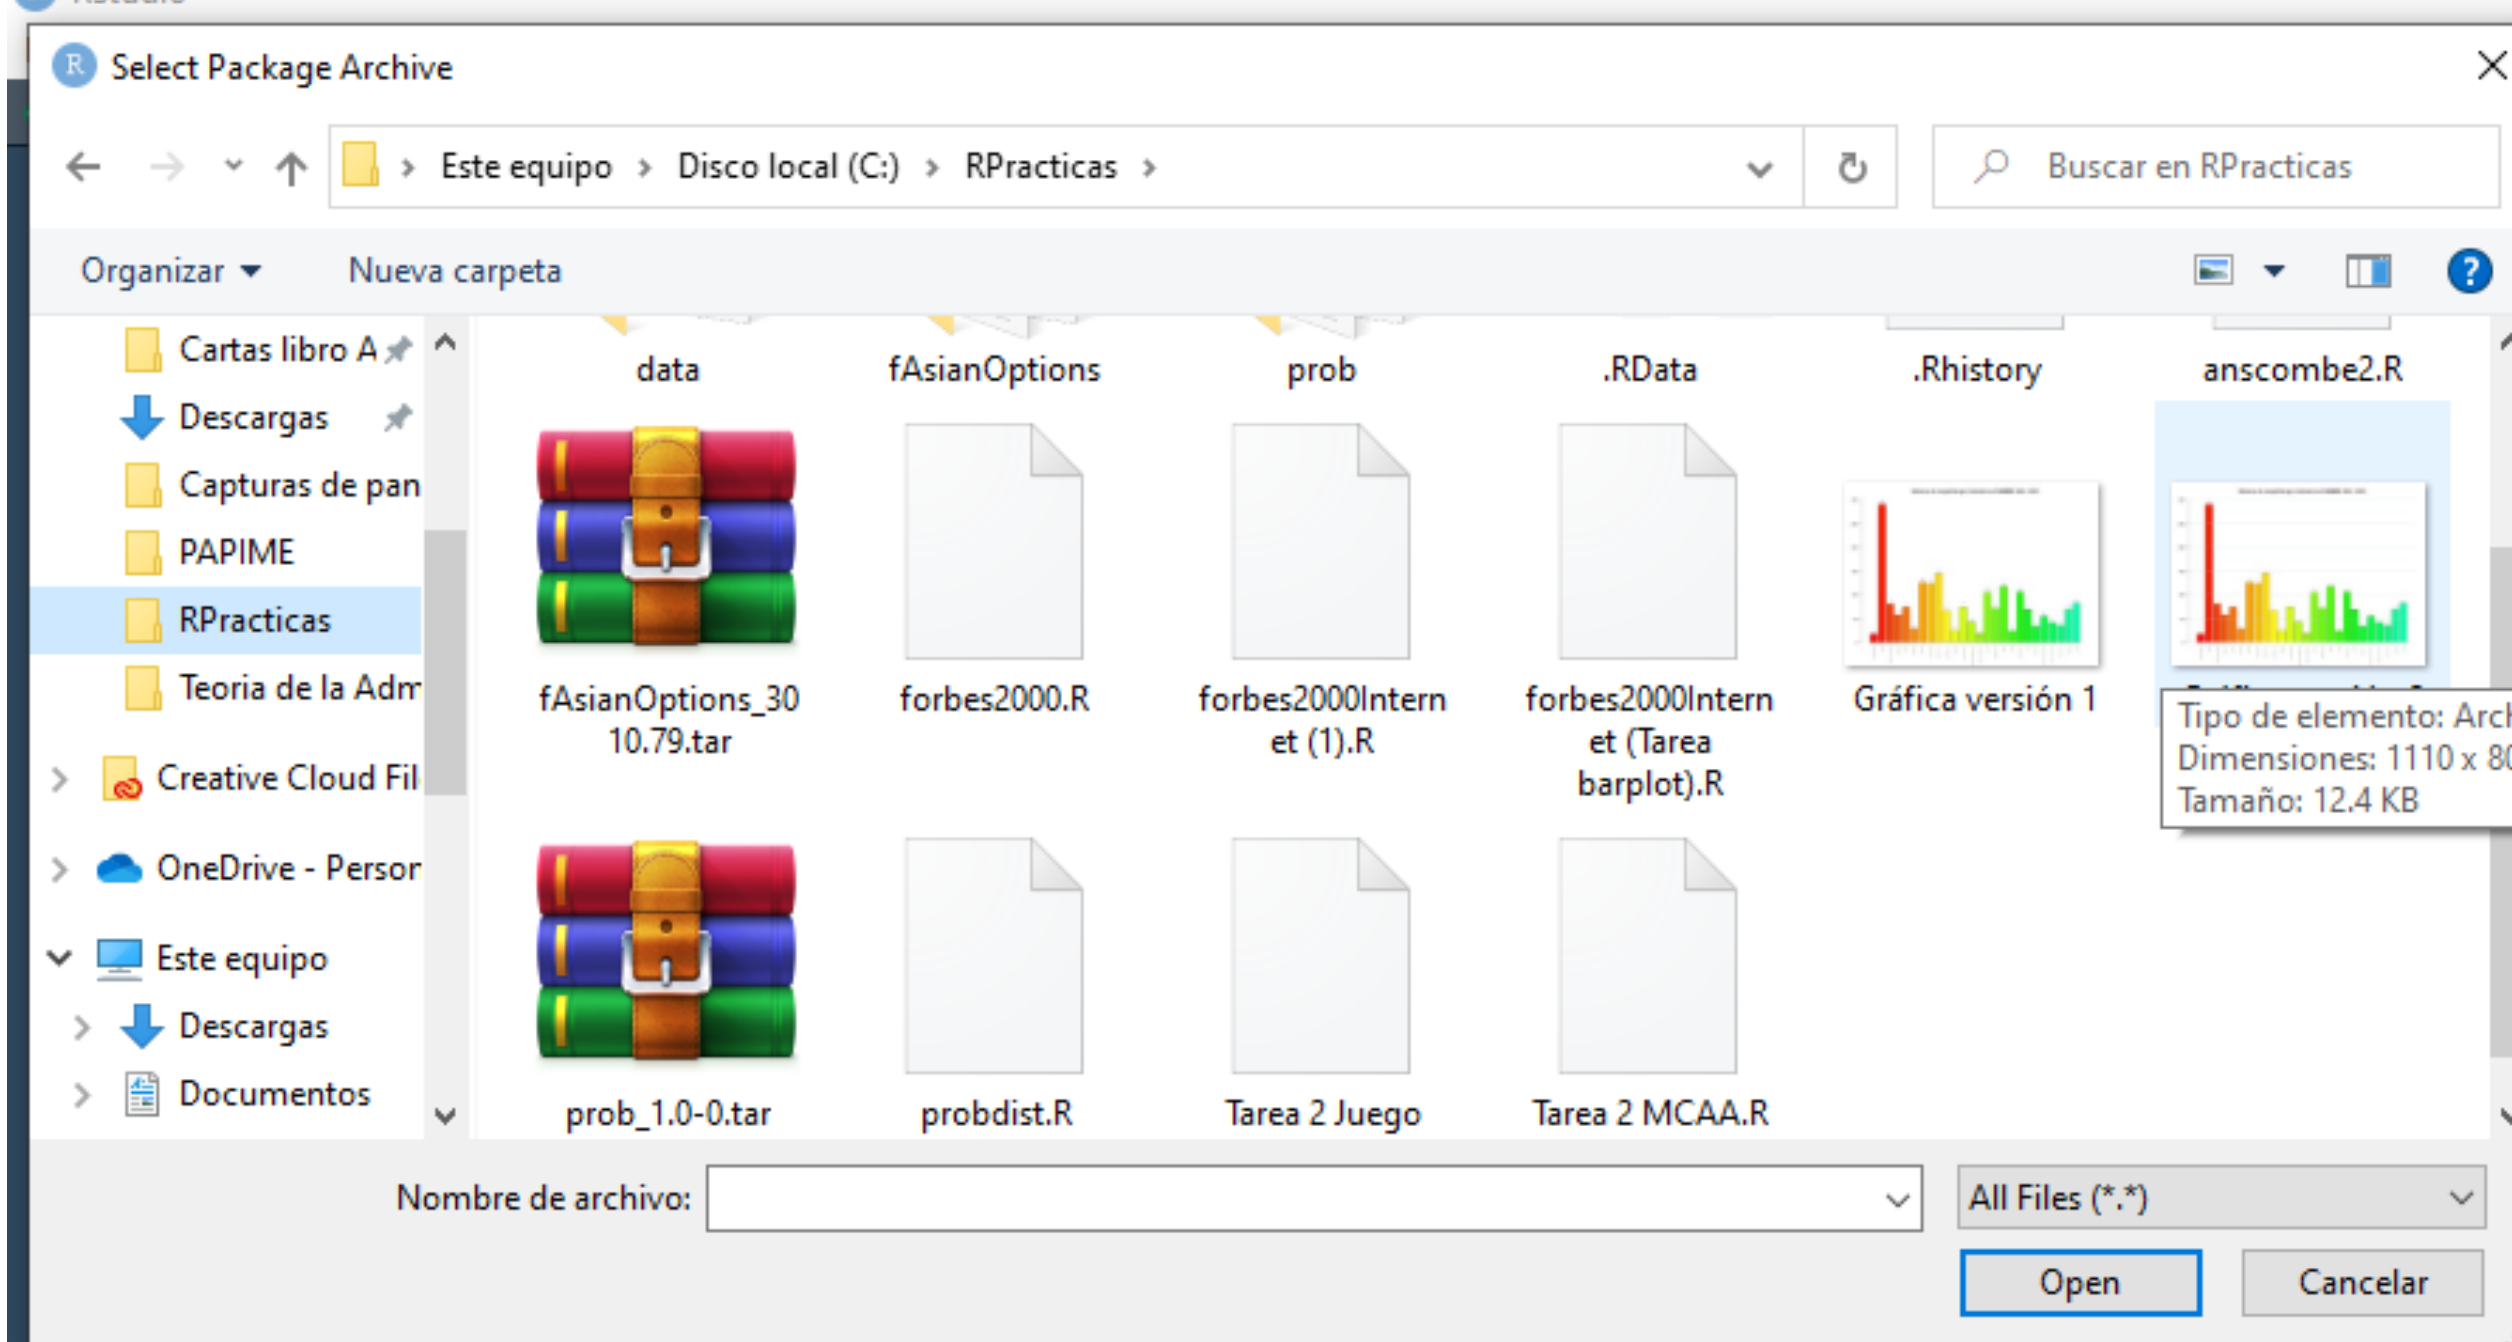 RStudio
Select Package Archive
Este equipo > Disco local (C:) > RPracticas >
Buscar en RPracticas
Organizar
Nueva carpeta
Cartas libro A
Descargas
Capturas de pan
PAPIME
RPracticas
Teoria de la Adm
Creative Cloud Fil
OneDrive - Person
Este equipo
Descargas
Documentos
data
fAsianOptions
prob
.RData
.Rhistory
anscombe2.R
fAsianOptions_30
10.79.tar
forbes2000.R
forbes2000Intern
et (1).R
forbes2000Intern
et (Tarea
barplot).R
Gráfica versión 1
Tipo de elemento: Arch
Dimensiones: 1110 x 80
Tamaño: 12.4 KB
prob_1.0-0.tar
probdist.R
Tarea 2 Juego
Tarea 2 MCAA.R
Nombre de archivo:
All Files (*.*)
Open
Cancelar